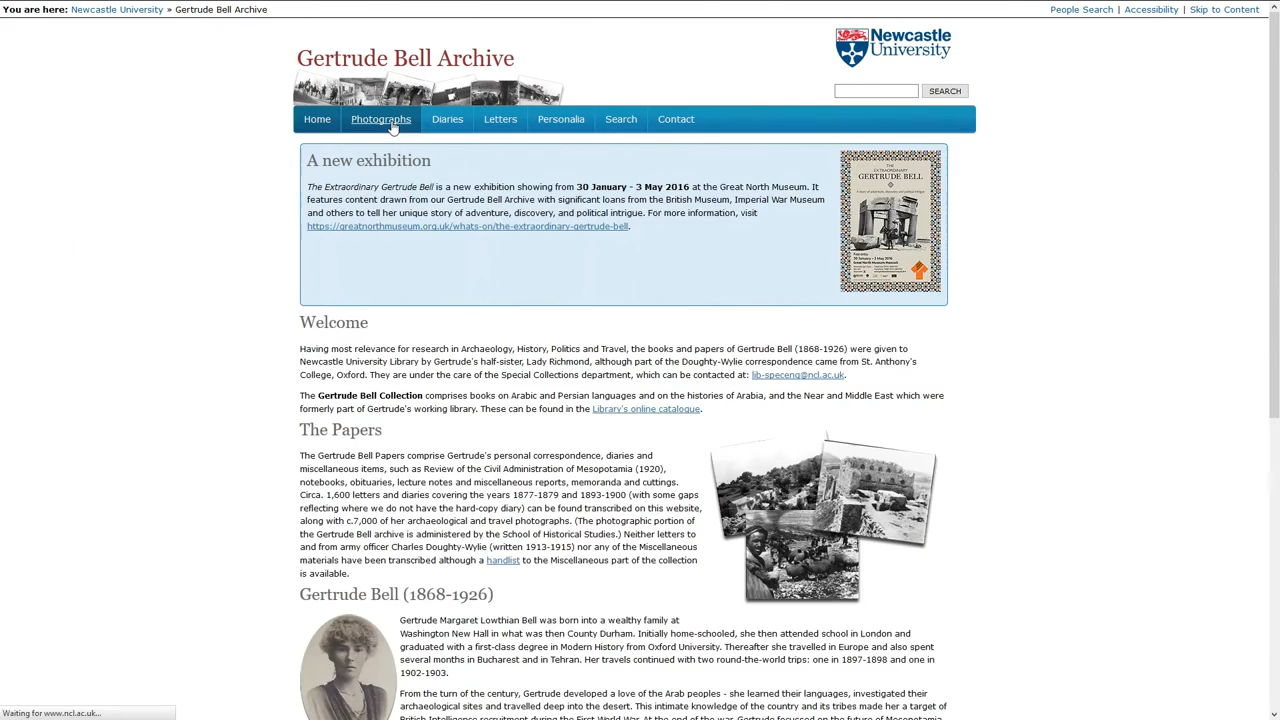 You are here: Newcastle University » Gertrude Bell Archive
People Search | Accessibility | Skip to Content
Gertrude Bell Archive
Newcastle
University
SEARCH
Home Photographs Diaries Letters Personalia Search Contact
A new exhibition
The Extraordinary Gertrude Bell is a new exhibition showing from 30 January - 3 May 2016 at the Great North Museum. It
features content drawn from our Gertrude Bell Archive with significant loans from the British Museum, Imperial War Museum
and others to tell her unique story of adventure, discovery, and political intrigue. For more information, visit
https://greatnorthmuseum.org.uk/whats-on/the-extraordinary-gertrude-bell.
THE
EXTRAORDINARY
GERTRUDE BELL
Welcome
Having most relevance for research in Archaeology, History, Politics and Travel, the books and papers of Gertrude Bell (1868-1926) were given to
Newcastle University Library by Gertrude's half-sister, Lady Richmond, although part of the Doughty-Wylie correspondence came from St. Anthony's
College, Oxford. They are under the care of the Special Collections department, which can be contacted at: lib-specenq@ncl.ac.uk.
The Gertrude Bell Collection comprises books on Arabic and Persian languages and on the histories of Arabia, and the Near and Middle East which were
formerly part of Gertrude's working library. These can be found in the Library's online catalogue.
The Papers
The Gertrude Bell Papers comprise Gertrude's personal correspondence, diaries and
miscellaneous items, such as Review of the Civil Administration of Mesopotamia (1920),
notebooks, obituaries, lecture notes and miscellaneous reports, memoranda and cuttings.
Circa. 1,600 letters and diaries covering the years 1877-1879 and 1893-1900 (with some gaps
reflecting where we do not have the hard-copy diary) can be found transcribed on this website,
along with c.7,000 of her archaeological and travel photographs. (The photographic portion of
the Gertrude Bell archive is administered by the School of Historical Studies.) Neither letters to
and from army officer Charles Doughty-Wylie (written 1913-1915) nor any of the Miscellaneous
materials have been transcribed although a handlist to the Miscellaneous part of the collection
is available.
Gertrude Bell (1868-1926)
Gertrude Margaret Lowthian Bell was born into a wealthy family at
Washington New Hall in what was then County Durham. Initially home-schooled, she then attended school in London and
graduated with a first-class degree in Modern History from Oxford University. Thereafter she travelled in Europe and also spent
several months in Bucharest and in Tehran. Her travels continued with two round-the-world trips: one in 1897-1898 and one in
1902-1903.
From the turn of the century, Gertrude developed a love of the Arab peoples - she learned their languages, investigated their
archaeological sites and travelled deep into the desert. This intimate knowledge of the country and its tribes made her a target of
British Intelligence recruitment during the First World War. At the end of the war, Gertrude focussed on the future of Mesopotamia
Waiting for www.ncl.ac.uk...